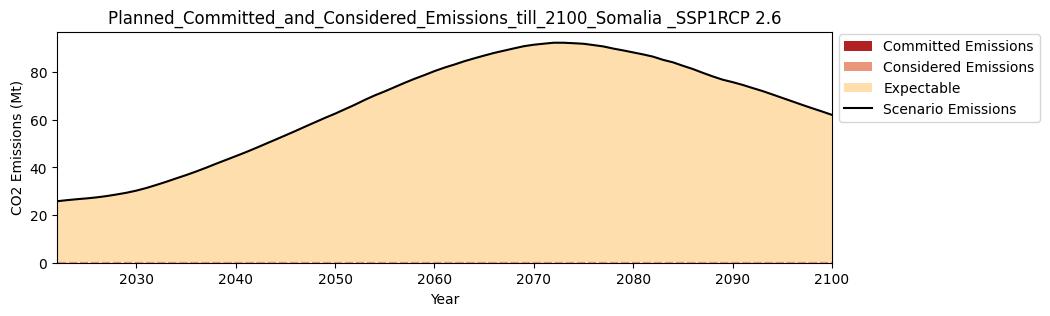 Planned_Committed_and_Considered_Emissions_till_2100_Somalia _SSP1RCP 2.6
Committed Emissions
Considered Emissions
Expectable
Scenario Emissions
CO2 Emissions (Mt)
80
60
40
20
0
2030 2040 2050 2060 2070 2080 2090 2100
Year